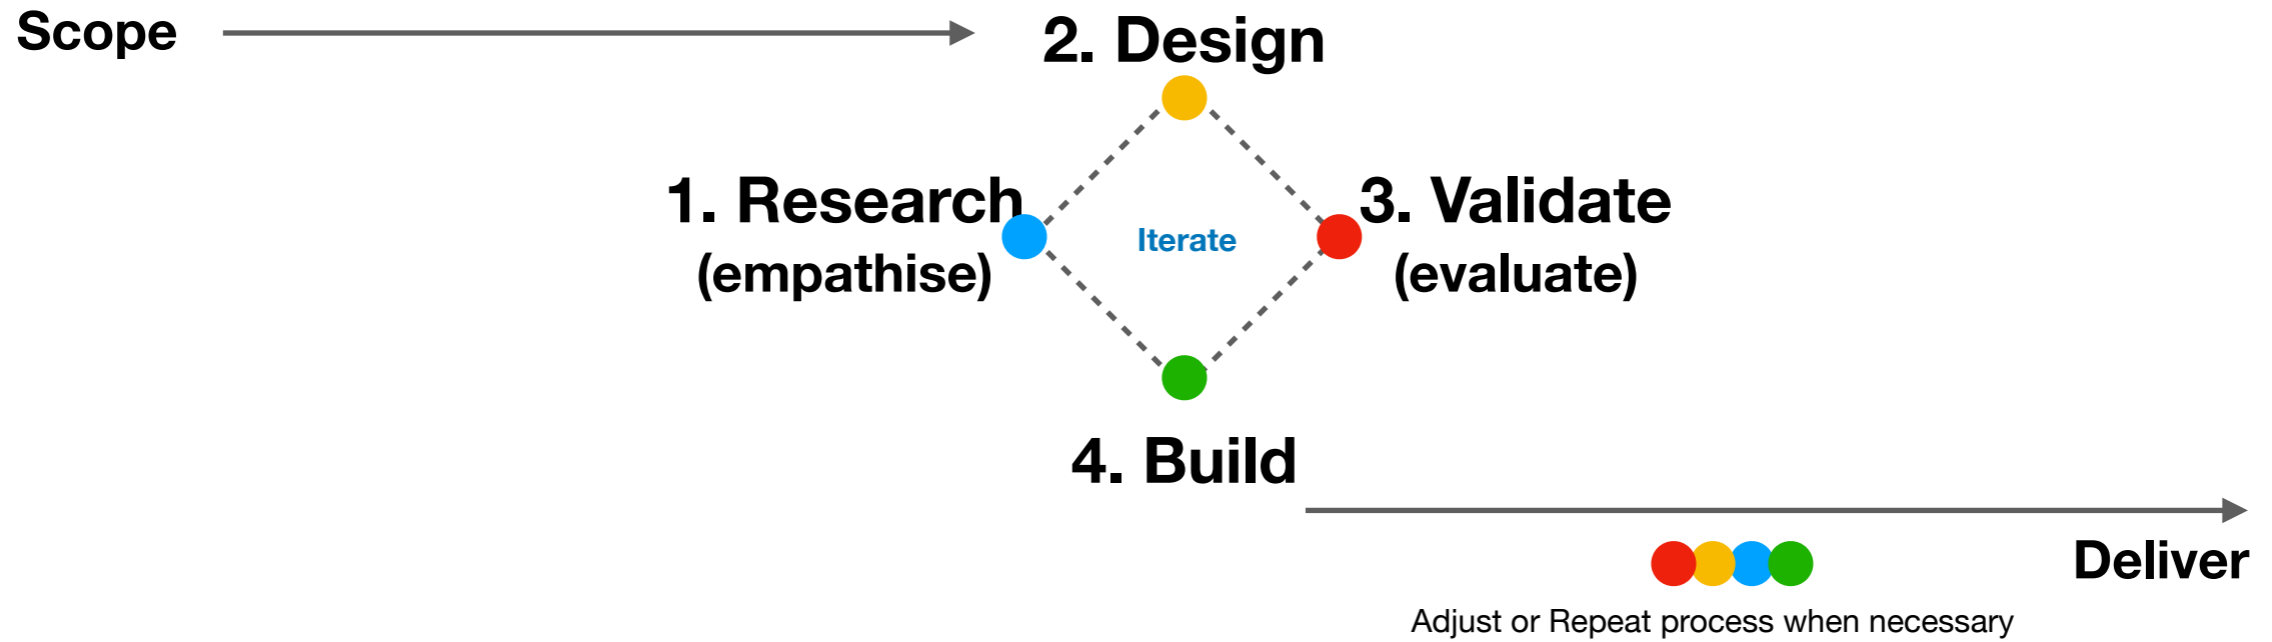 Scope
2. Design
1. Research
(empathise)
Iterate
3. Validate
(evaluate)
4. Build
Deliver
Adjust or Repeat process when necessary